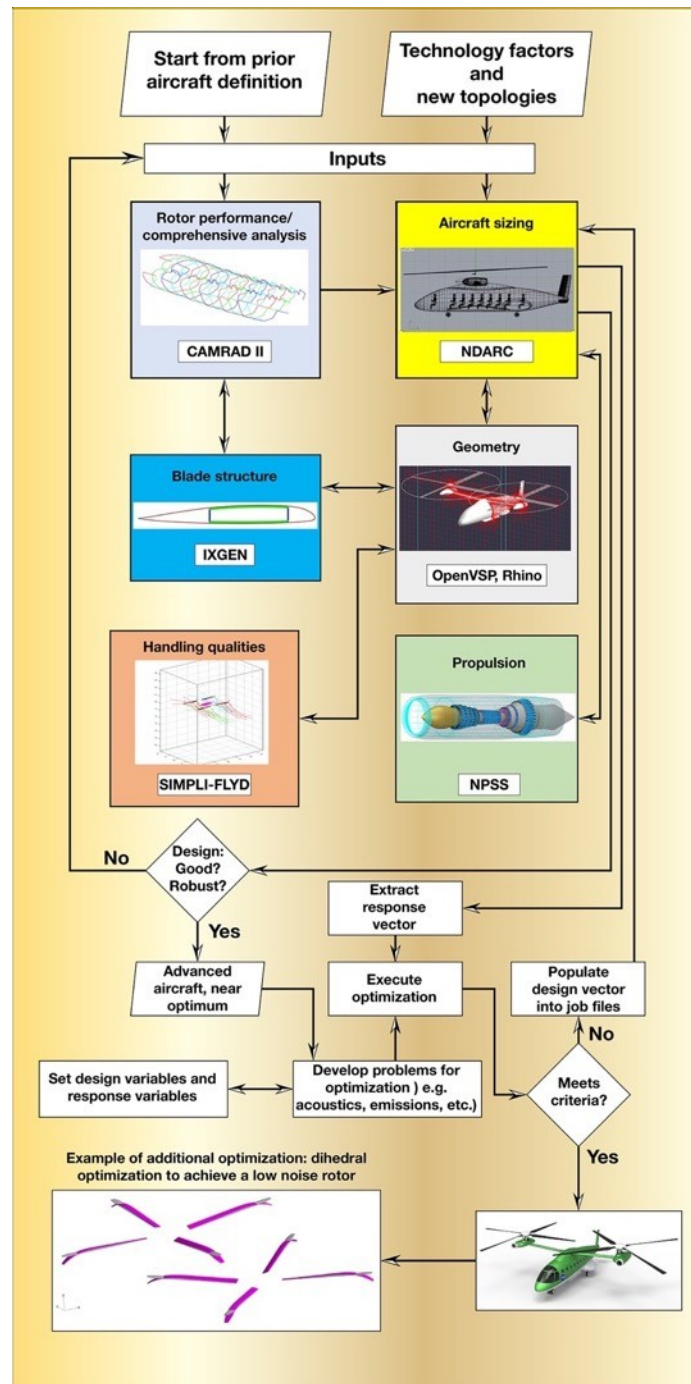 Start from prior
aircraft definition
Technology factors
and
new topologies
Inputs
Rotor performance/
comprehensive analysis
CAMRAD II
Aircraft sizing
NDARC
Blade structure
IXGEN
Geometry
OpenVSP, Rhino
Handling qualities
SIMPLI-FLYD
Propulsion
NPSS
No
Design:
Good?
Robust?
Yes
Extract
response
vector
Advanced
aircraft, near
optimum
Execute
optimization
Populate
design vector
into job files
No
Set design variables and
response variables
Develop problems for
optimization ) e.g.
acoustics, emissions, etc.)
Meets
criteria?
Yes
Example of additional optimization: dihedral
optimization to achieve a low noise rotor